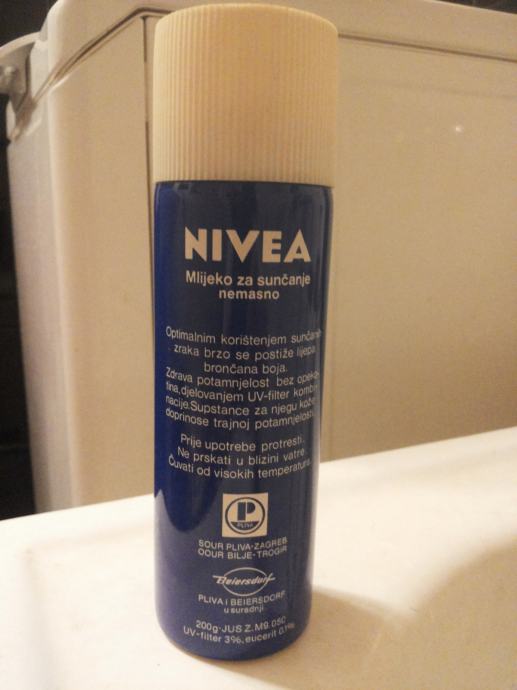 NIVEA
Mlijeko za sunčanje
nemasno
Optimalnim korištenjem
zraka brzo se postiže lijepa
brončana boja.
Zdrava potamnjelost bez opeko-
tina,djelovanjem UV-filter kombi-
nacije.Supstance za njegu kože
doprinose trajnoj potamnjelosti.
Prije upotrebe protresti.
Ne prskati u blizini vatre.
Čuvati od visokih temperatura.
P
PLIVA
SOUR PLIVA-ZAGREB
OOUR BILJE-TROGIR
Beiersdorf
PLIVA i BEIERSDORF
u suradnji
200g·JUS Z.M9.050
UV-filter 3%, eucerit